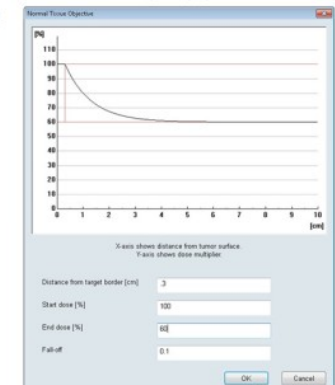 Normal Tissue Objective
[%]
110
100
90
80
70
60
50
40
30
20
10
0
0 1 2 3 4 5 6 7 8 9 10
[cm]
X-axis shows distance from tumor surface.
Y-axis shows dose multiplier.
Distance from target border [cm] .3
Start dose [%] 100
End dose [%] 60
Fall-off 0.1
OK Cancel